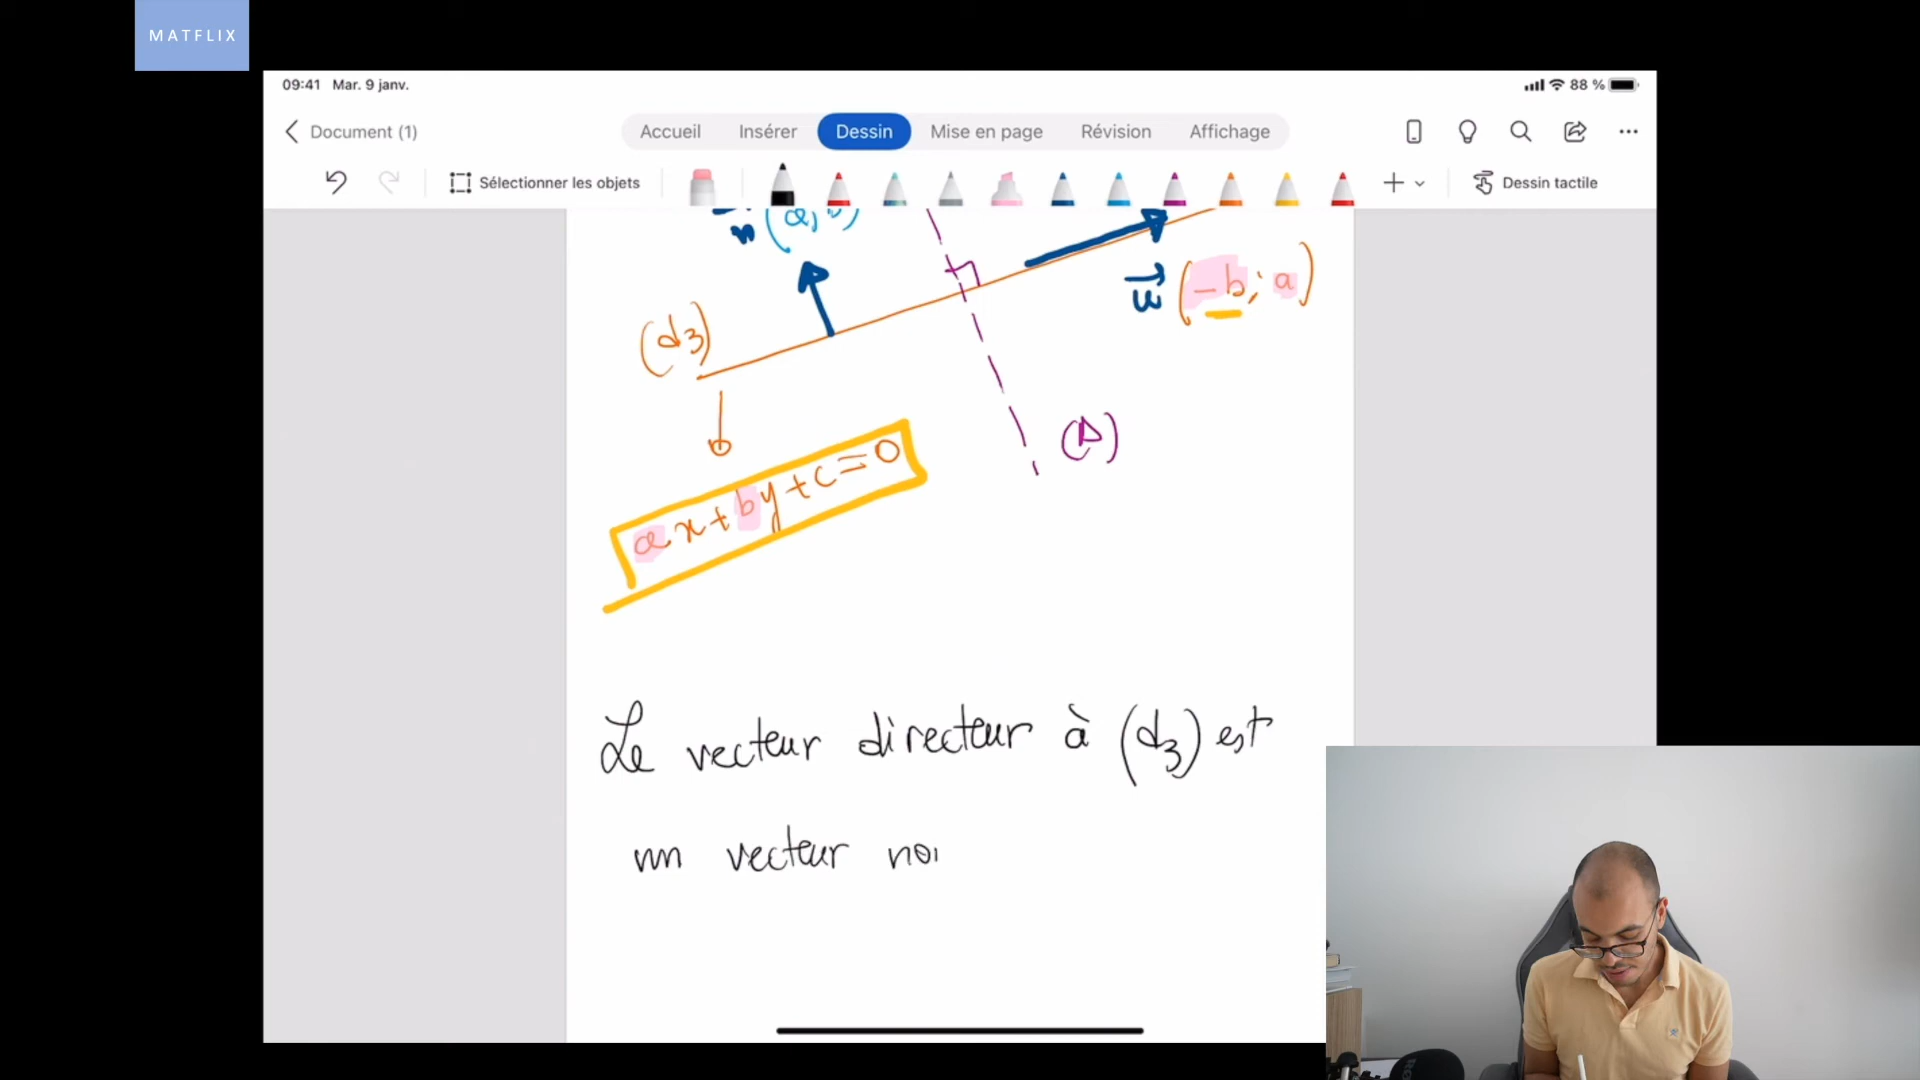 MATFLIX
09:41 Mar. 9 janv.
88 %
Document (1)
Accueil Insérer Dessin Mise en page Révision Affichage
Sélectionner les objets
Dessin tactile
n (a;
u (-b; a)
(d3)
(Δ)
ax+by+c=0
Le vecteur directeur à (d3) est
un vecteur nor